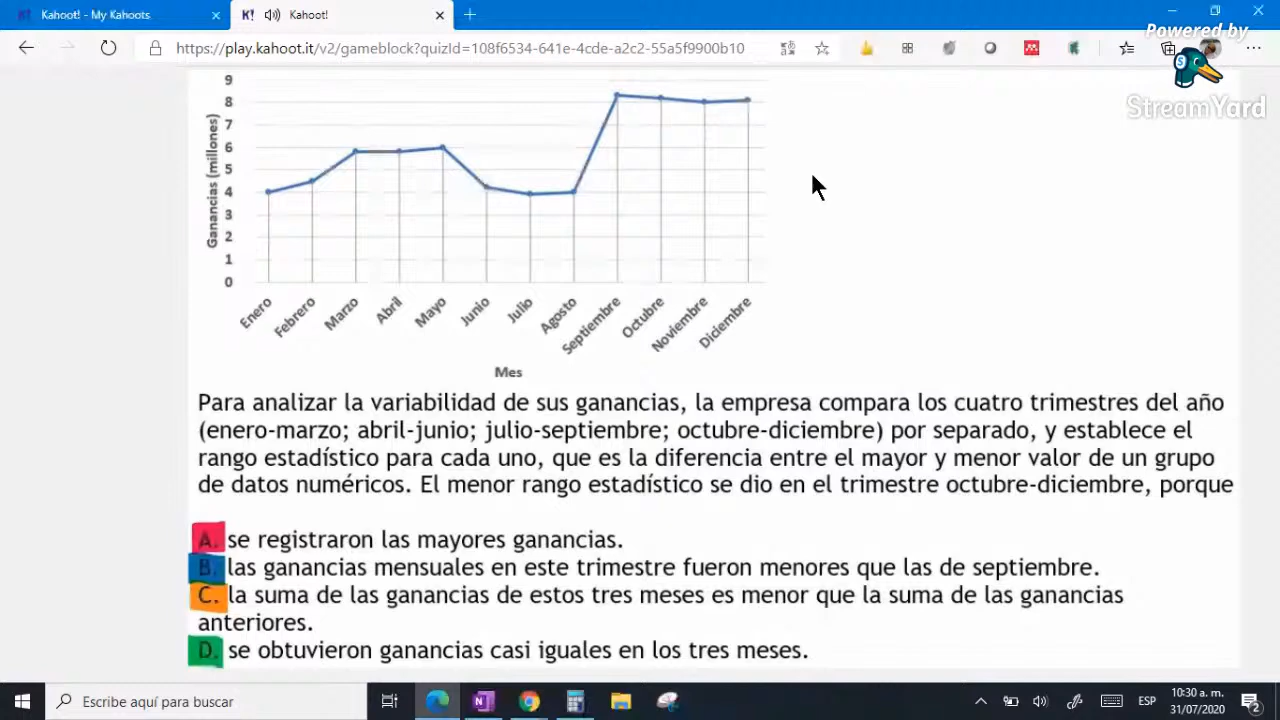 Kahoot! - My Kahoots
Kahoot!
https://play.kahoot.it/v2/gameblock?quizId=108f6534-641e-4cde-a2c2-55a5f9900b10
Powered by
StreamYard
Ganancias (millones)
9
8
7
6
5
4
3
2
1
0
Enero
Febrero
Marzo
Abril
Mayo
Junio
Julio
Agosto
Septiembre
Octubre
Noviembre
Diciembre
Mes
Para analizar la variabilidad de sus ganancias, la empresa compara los cuatro trimestres del año
(enero-marzo; abril-junio; julio-septiembre; octubre-diciembre) por separado, y establece el
rango estadístico para cada uno, que es la diferencia entre el mayor y menor valor de un grupo
de datos numéricos. El menor rango estadístico se dio en el trimestre octubre-diciembre, porque
A. se registraron las mayores ganancias.
B. las ganancias mensuales en este trimestre fueron menores que las de septiembre.
C. la suma de las ganancias de estos tres meses es menor que la suma de las ganancias
anteriores.
D. se obtuvieron ganancias casi iguales en los tres meses.
Escribe aquí para buscar
ESP
10:30 a. m.
31/07/2020
2